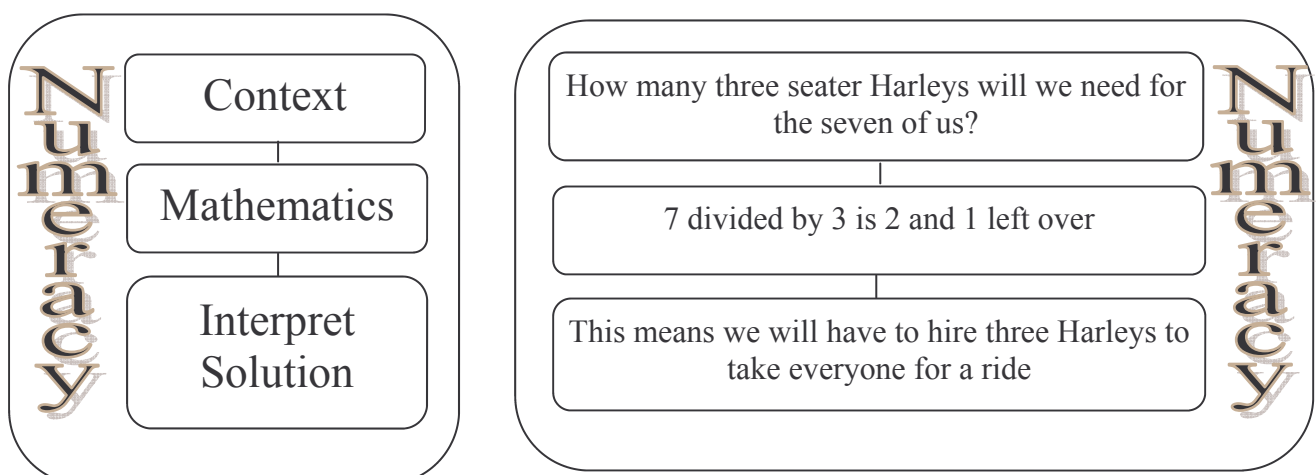 Numeracy
Context
Mathematics
Interpret
Solution
How many three seater Harleys will we need for
the seven of us?
7 divided by 3 is 2 and 1 left over
This means we will have to hire three Harleys to
take everyone for a ride
Numeracy